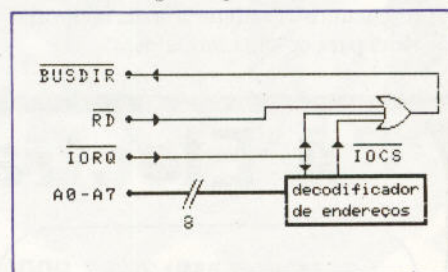 BUSDIR
RD
IORQ
IOCS
A0-A7
8
decodificador
de endereços